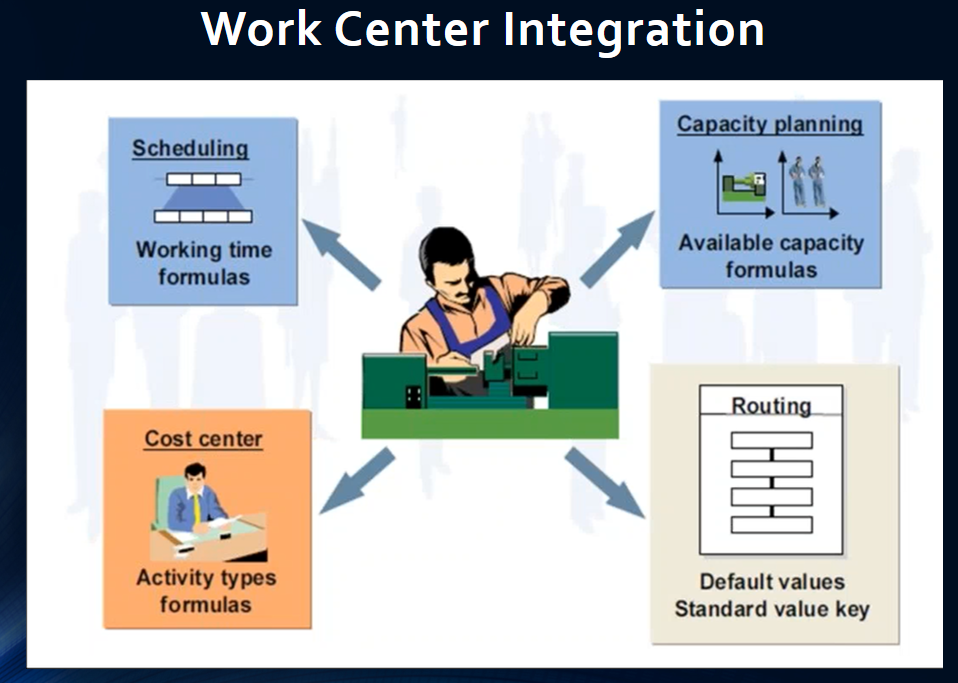 Work Center Integration
Scheduling
Working time
formulas
Capacity planning
Available capacity
formulas
Cost center
Activity types
formulas
Routing
Default values
Standard value key